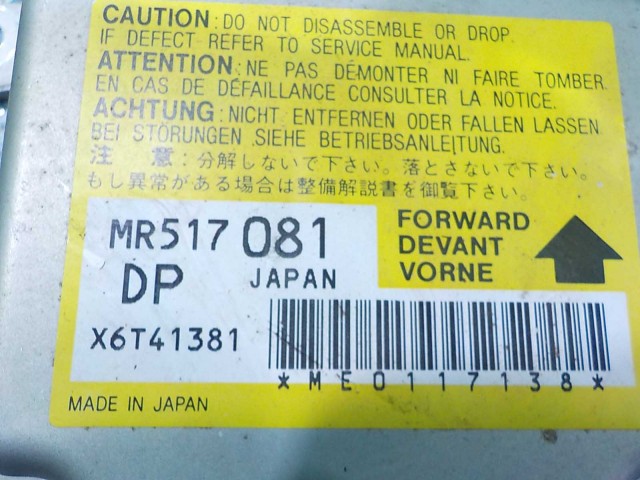 CAUTION : DO NOT DISASSEMBLE OR DROP.
IF DEFECT REFER TO SERVICE MANUAL.
ATTENTION : NE PAS DÉMONTER NI FAIRE TOMBER.
EN CAS DE DÉFAILLANCE CONSULTER LA NOTICE.
ACHTUNG : NICHT ENTFERNEN ODER FALLEN LASSEN
BEI STÖRUNGEN SIEHE BETRIEBSANLEITUNG.
注 意 : 分解しないで下さい。落とさないで下さい。
もし異常がある場合は整備解説書を御覧下さい。
MR517 081
DP JAPAN
FORWARD
DEVANT
VORNE
X6T41381
*ME0117138*
MADE IN JAPAN